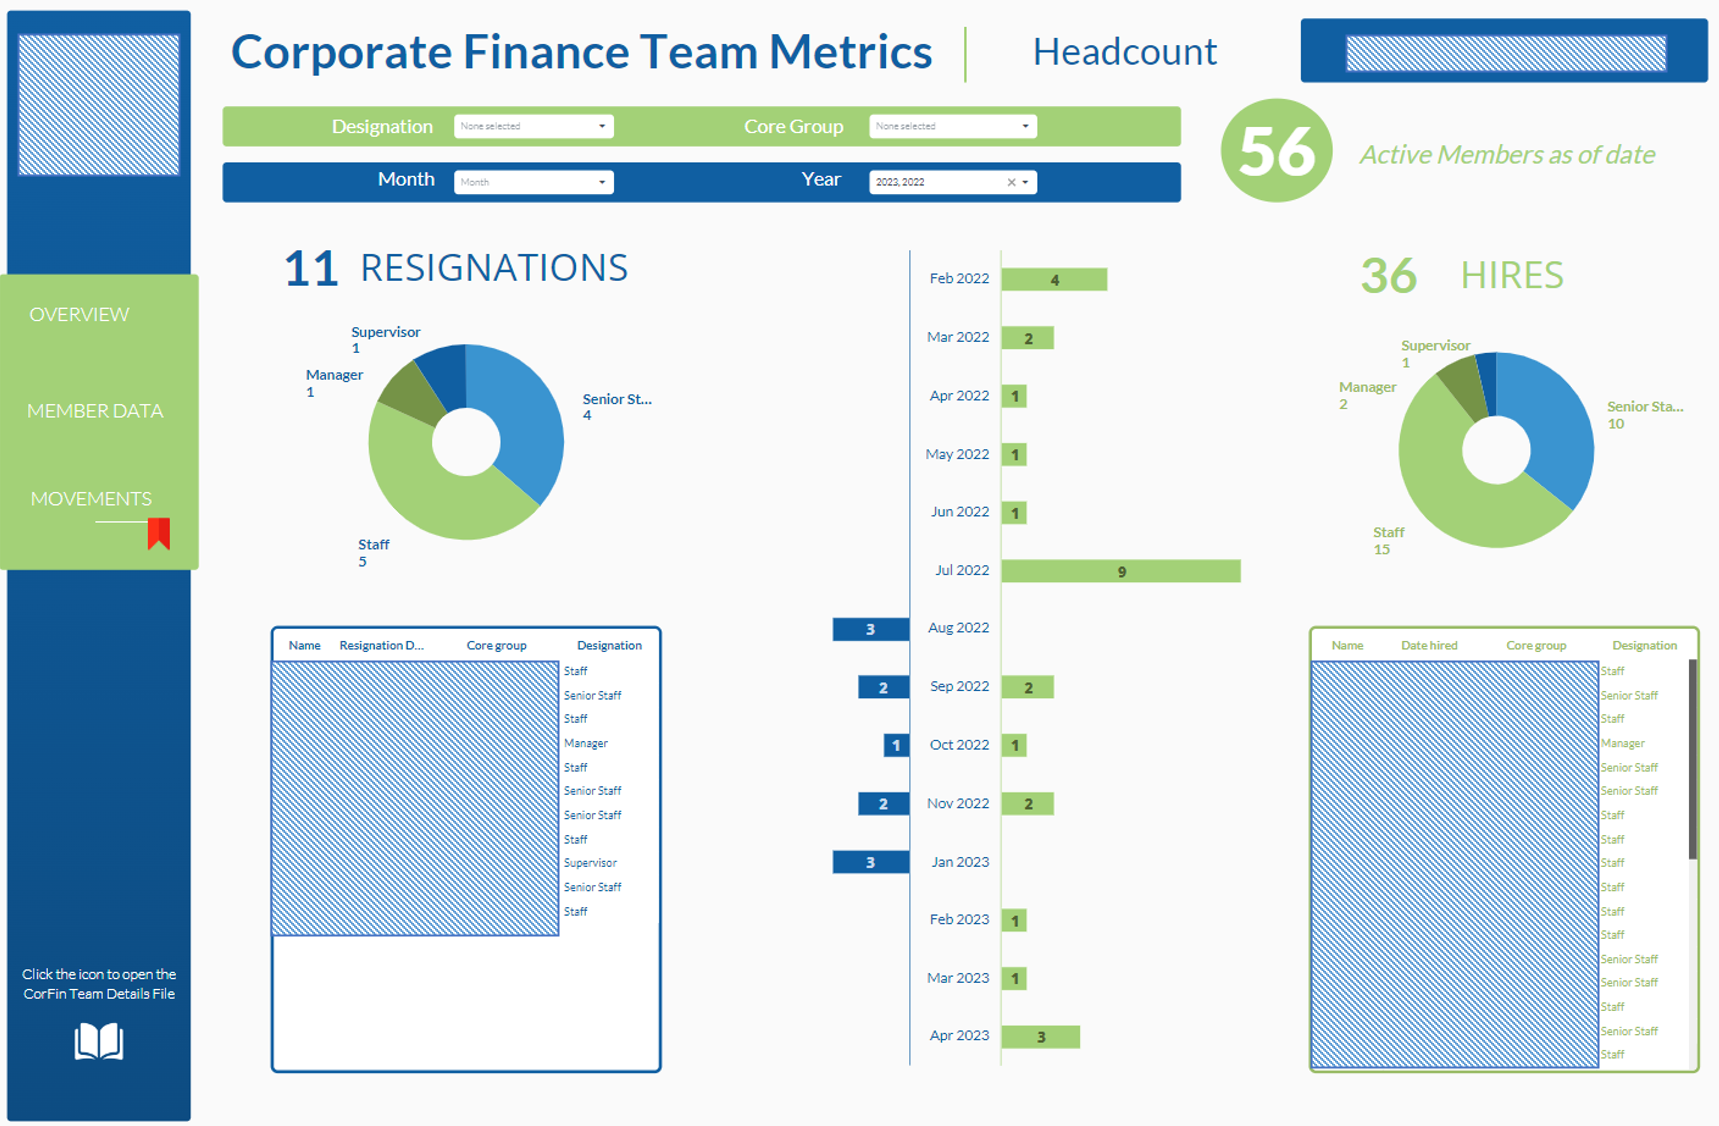 Corporate Finance Team Metrics
Headcount
Designation
None selected
Core Group
None selected
56
Active Members as of date
Month
Month
Year
2023, 2022
OVERVIEW
MEMBER DATA
MOVEMENTS
Click the icon to open the
CorFin Team Details File
11 RESIGNATIONS
Supervisor
1
Manager
1
Senior St...
4
Staff
5
Name Resignation D... Core group Designation
Staff
Senior Staff
Staff
Manager
Staff
Senior Staff
Senior Staff
Staff
Supervisor
Senior Staff
Staff
Feb 2022 4
Mar 2022 2
Apr 2022 1
May 2022 1
Jun 2022 1
Jul 2022 9
3 Aug 2022
2 Sep 2022 2
1 Oct 2022 1
2 Nov 2022 2
3 Jan 2023
Feb 2023 1
Mar 2023 1
Apr 2023 3
36 HIRES
Supervisor
1
Manager
2
Senior Sta...
10
Staff
15
Name Date hired Core group Designation
Staff
Senior Staff
Staff
Manager
Senior Staff
Senior Staff
Staff
Staff
Staff
Staff
Staff
Staff
Senior Staff
Senior Staff
Staff
Senior Staff
Staff